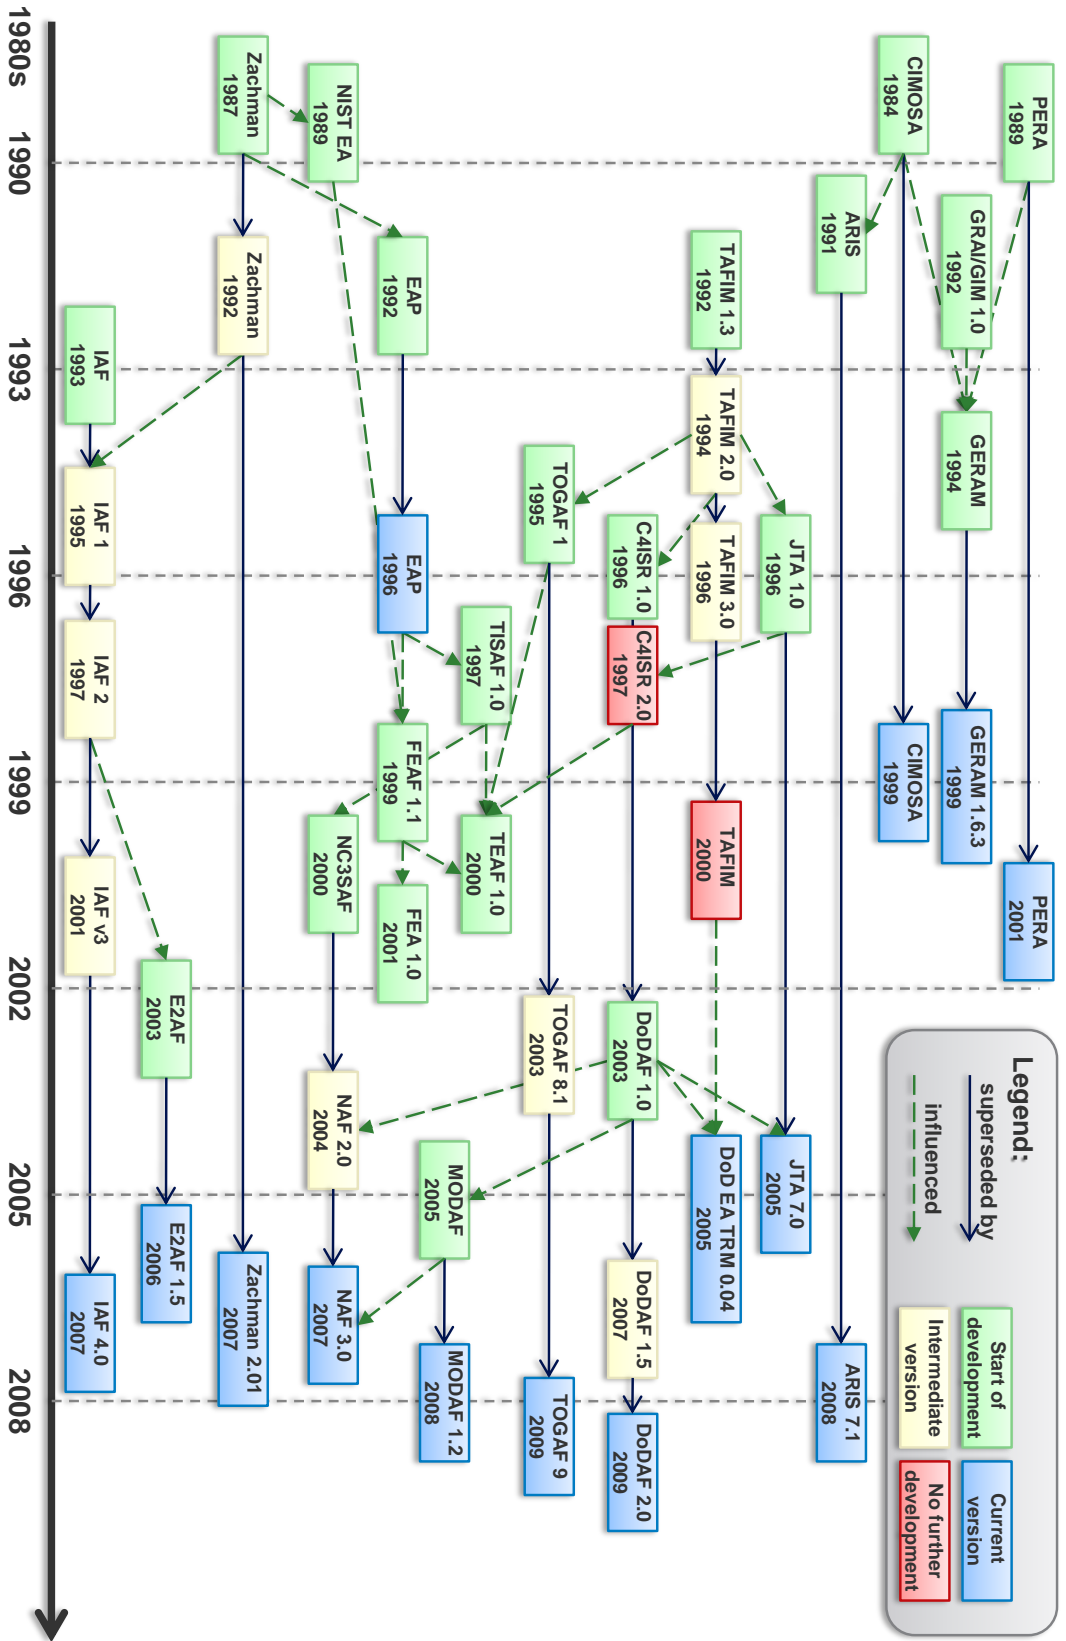 PERA
1989
PERA
2001
GRAI/GIM 1.0
1992
GERAM
1994
GERAM 1.6.3
1999
CIMOSA
1984
CIMOSA
1999
ARIS
1991
ARIS 7.1
2008
JTA 1.0
1996
JTA 7.0
2005
TAFIM 1.3
1992
TAFIM 2.0
1994
TAFIM 3.0
1996
TAFIM
2000
DoD EA TRM 0.04
2005
C4ISR 1.0
1996
C4ISR 2.0
1997
DoDAF 1.0
2003
DoDAF 1.5
2007
DoDAF 2.0
2009
TOGAF 1
1995
TOGAF 8.1
2003
TOGAF 9
2009
TISAF 1.0
1997
TEAF 1.0
2000
MODAF
2005
MODAF 1.2
2008
EAP
1992
EAP
1996
FEAF 1.1
1999
FEA 1.0
2001
NIST EA
1989
NC3SAF
2000
NAF 2.0
2004
NAF 3.0
2007
Zachman
1987
Zachman
1992
Zachman 2.01
2007
E2AF
2003
E2AF 1.5
2006
IAF
1993
IAF 1
1995
IAF 2
1997
IAF v3
2001
IAF 4.0
2007
1980s
1990
1993
1996
1999
2002
2005
2008
Legend:
superseded by
influenced
Start of
development
Current
version
Intermediate
version
No further
development